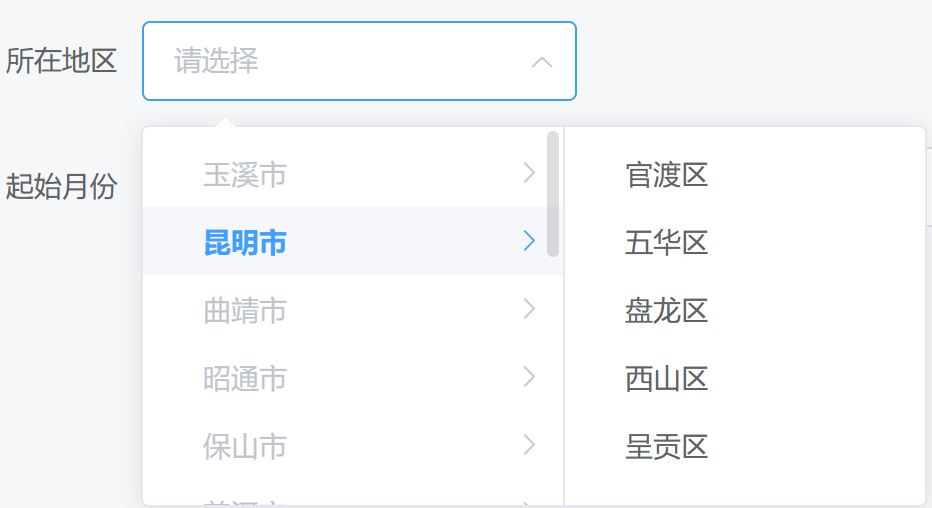 所在地区
请选择
起始月份
玉溪市
昆明市
曲靖市
昭通市
保山市
官渡区
五华区
盘龙区
西山区
呈贡区